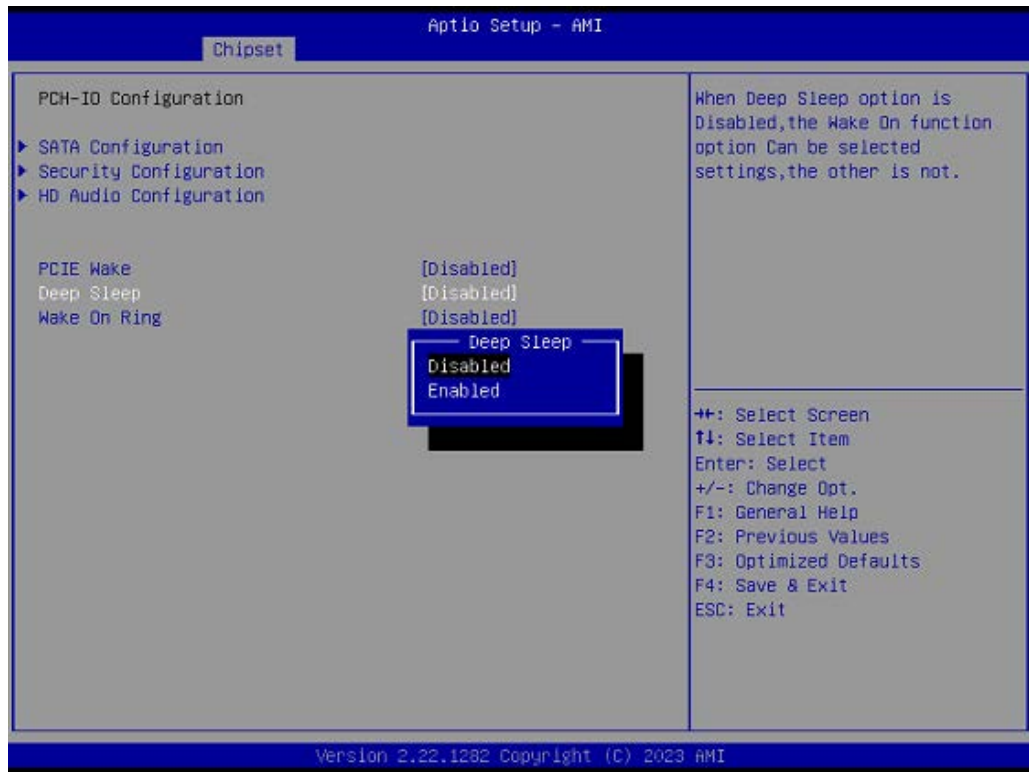 Aptio Setup – AMI
Chipset
PCH-IO Configuration
▶ SATA Configuration
▶ Security Configuration
▶ HD Audio Configuration
PCIE Wake [Disabled]
Deep Sleep [Disabled]
Wake On Ring [Disabled]
Deep Sleep
Disabled
Enabled
When Deep Sleep option is
Disabled,the Wake On function
option Can be selected
settings,the other is not.
→←: Select Screen
↑↓: Select Item
Enter: Select
+/-: Change Opt.
F1: General Help
F2: Previous Values
F3: Optimized Defaults
F4: Save & Exit
ESC: Exit
Version 2.22.1282 Copyright (C) 2023 AMI